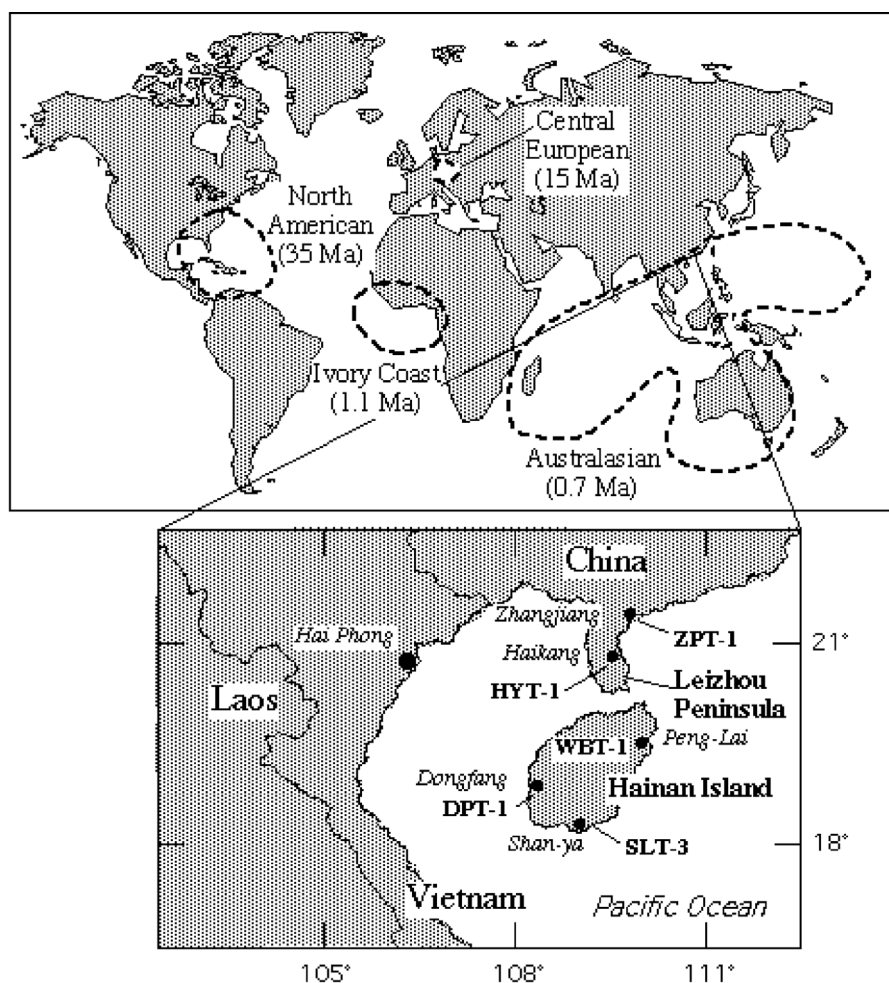 Central
European
(15 Ma)
North
American
(35 Ma)
Ivory Coast
(1.1 Ma)
Australasian
(0.7 Ma)
China
Zhangjiang
Hai Phong
ZPT-1
21°
Haikang
Laos
HYT-1
Leizhou
Peninsula
WBT-1
Peng-Lai
Dongfang
Hainan Island
DPT-1
Shan-ya
SLT-3
18°
Vietnam
Pacific Ocean
105°
108°
111°